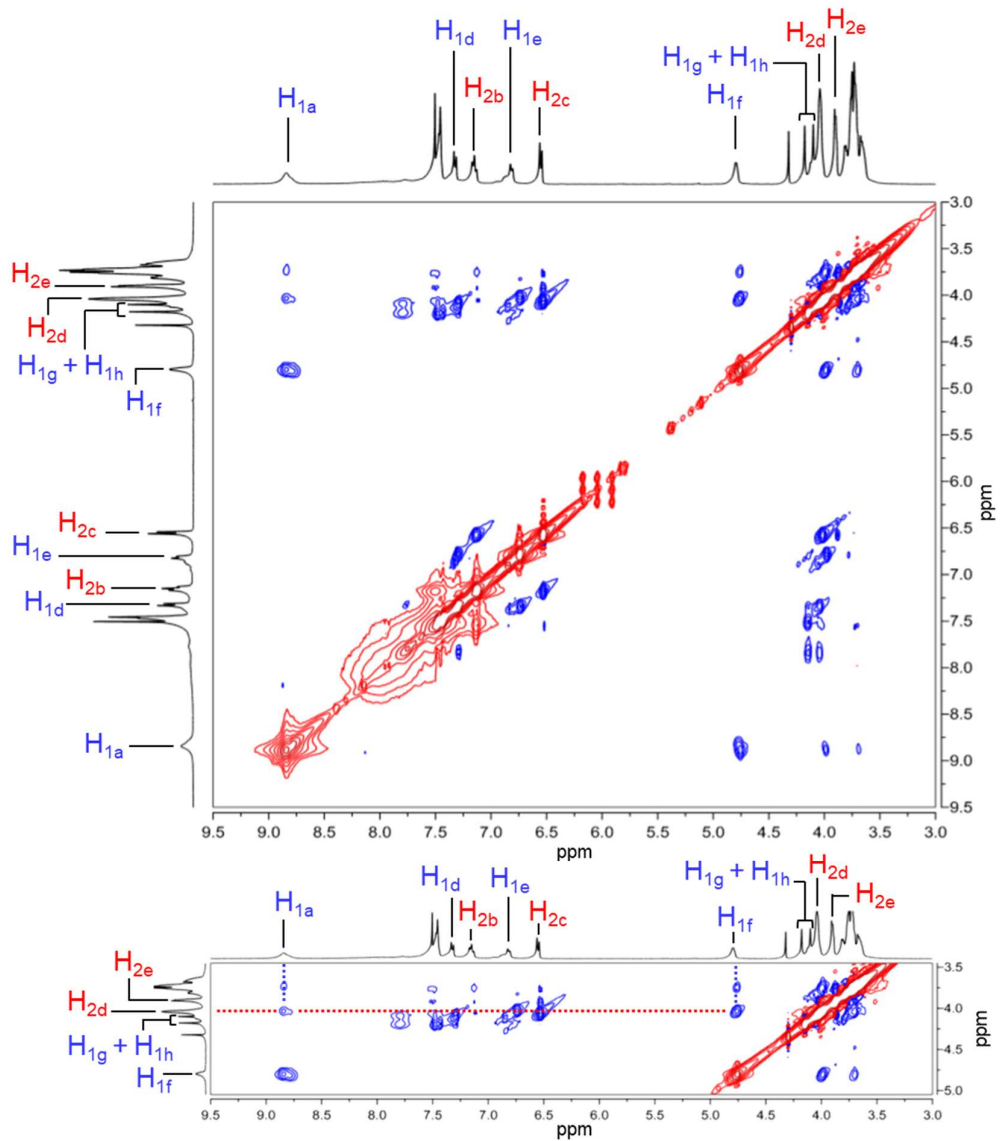 H1d H1e H2d H2e
H1g + H1h
H1a H2b H2c H1f
3.0
3.5
H2e
4.0
H2d
4.5
H1g + H1h
5.0
H1f
5.5
6.0
ppm
H2c
6.5
H1e
7.0
H2b
7.5
H1d
8.0
8.5
H1a
9.0
9.5
9.5 9.0 8.5 8.0 7.5 7.0 6.5 6.0 5.5 5.0 4.5 4.0 3.5 3.0
ppm
H1a H1d H2b H1e H2c H1g + H1h H2d H2e H1f
H2e
3.5
H2d
4.0
H1g + H1h
4.5
ppm
H1f
5.0
9.5 9.0 8.5 8.0 7.5 7.0 6.5 6.0 5.5 5.0 4.5 4.0 3.5 3.0
ppm